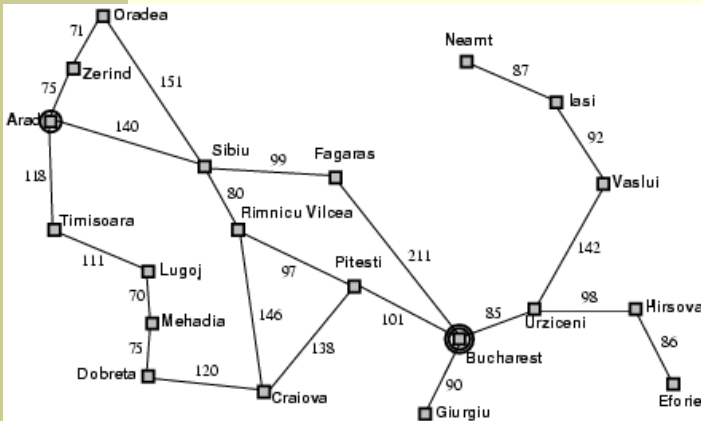 Oradea
71
Neamt
Zerind
87
75
151
Iasi
Arad
140
92
Sibiu
Fagaras
99
118
Vaslui
80
Timisoara
Rimnicu Vilcea
142
111
211
Lugoj
97
Pitesti
70
98
Hirsova
146
85
Mehadia
101
Urziceni
138
86
75
Bucharest
120
90
Dobreta
Craiova
Eforie
Giurgiu